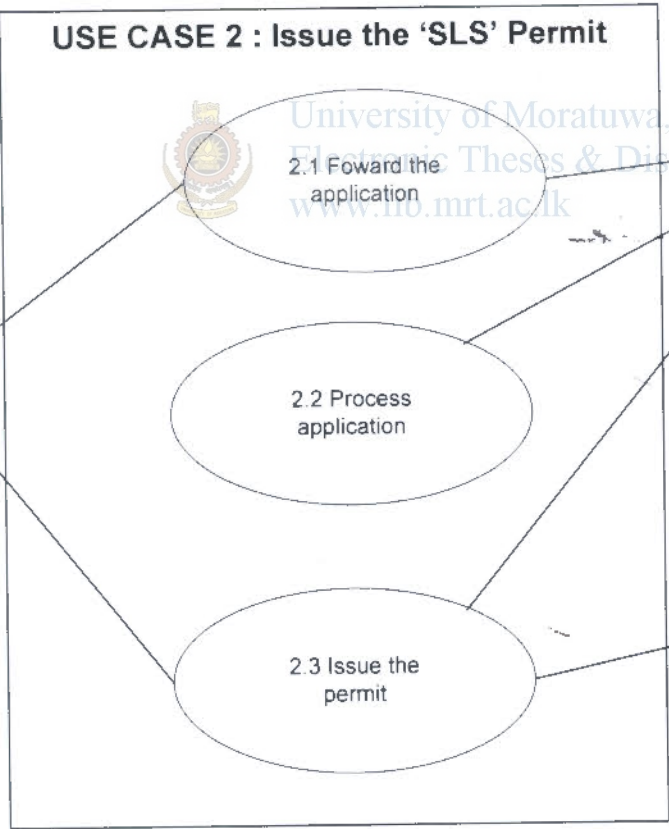 USE CASE 2 : Issue the ‘SLS’ Permit
University of Moratuwa,
Electronic Theses & Dis
www.lib.mrt.ac.lk
2.1 Foward the
application
2.2 Process
application
2.3 Issue the
permit